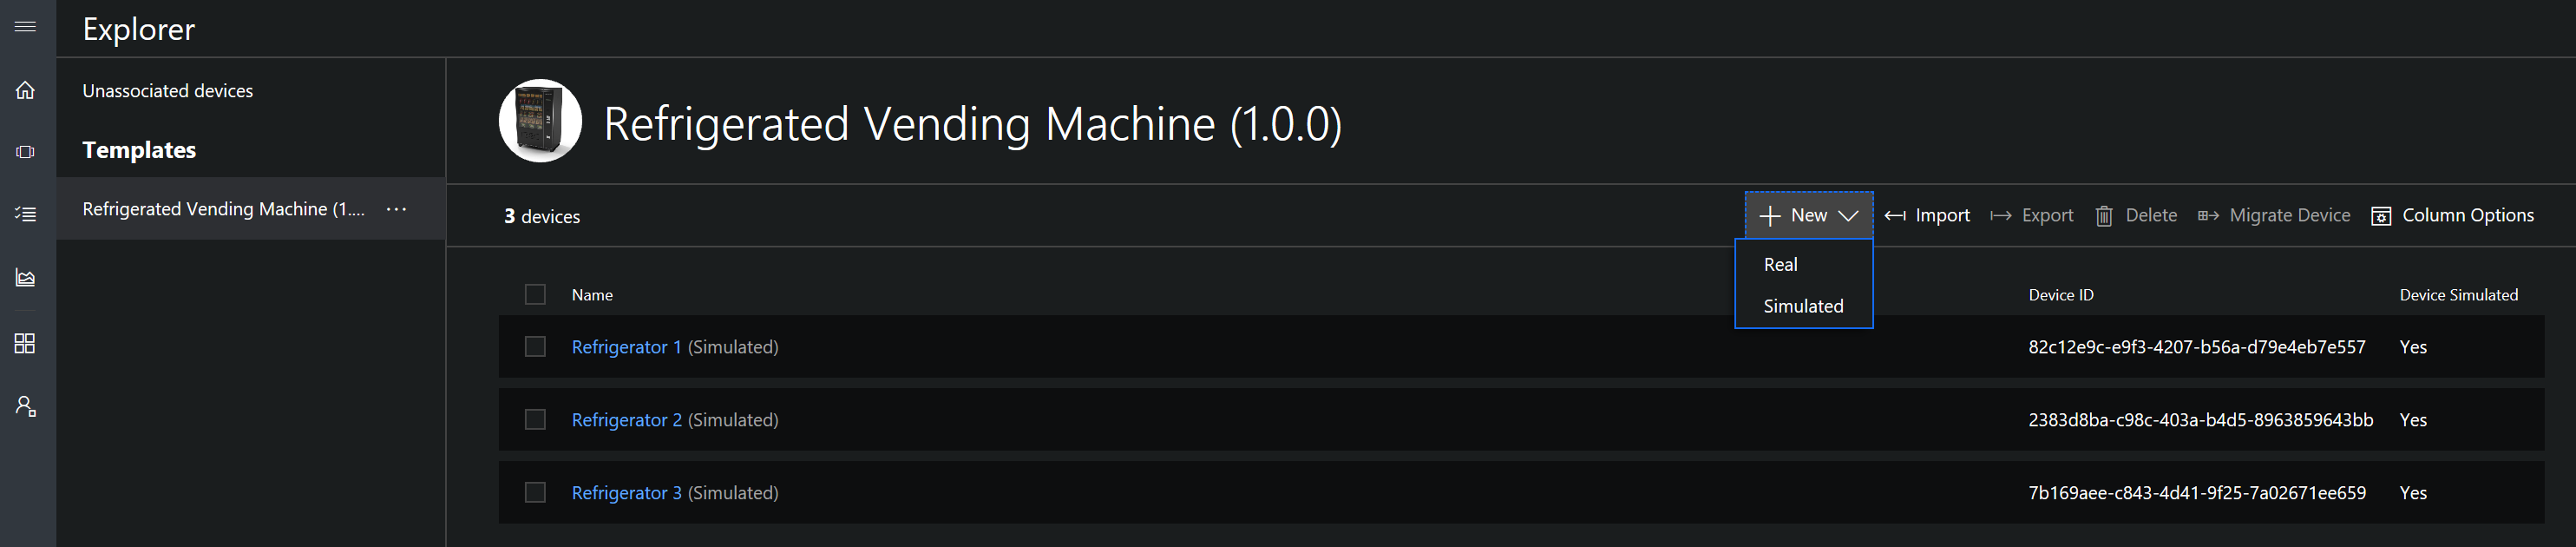 Explorer
Unassociated devices
Templates
Refrigerated Vending Machine (1.... ...
Refrigerated Vending Machine (1.0.0)
3 devices
New Import Export Delete Migrate Device Column Options
Real
Simulated
Name Device ID Device Simulated
Refrigerator 1 (Simulated) 82c12e9c-e9f3-4207-b56a-d79e4eb7e557 Yes
Refrigerator 2 (Simulated) 2383d8ba-c98c-403a-b4d5-8963859643bb Yes
Refrigerator 3 (Simulated) 7b169aee-c843-4d41-9f25-7a02671ee659 Yes